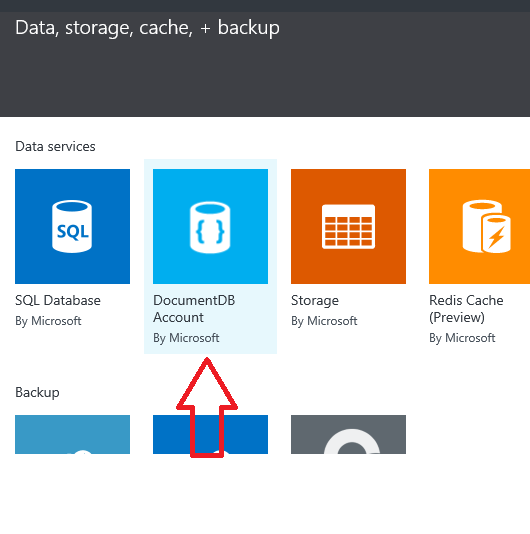 Data, storage, cache, + backup
Data services
SQL
{ }
SQL Database
By Microsoft
DocumentDB
Account
By Microsoft
Storage
By Microsoft
Redis Cache
(Preview)
By Microsoft
Backup